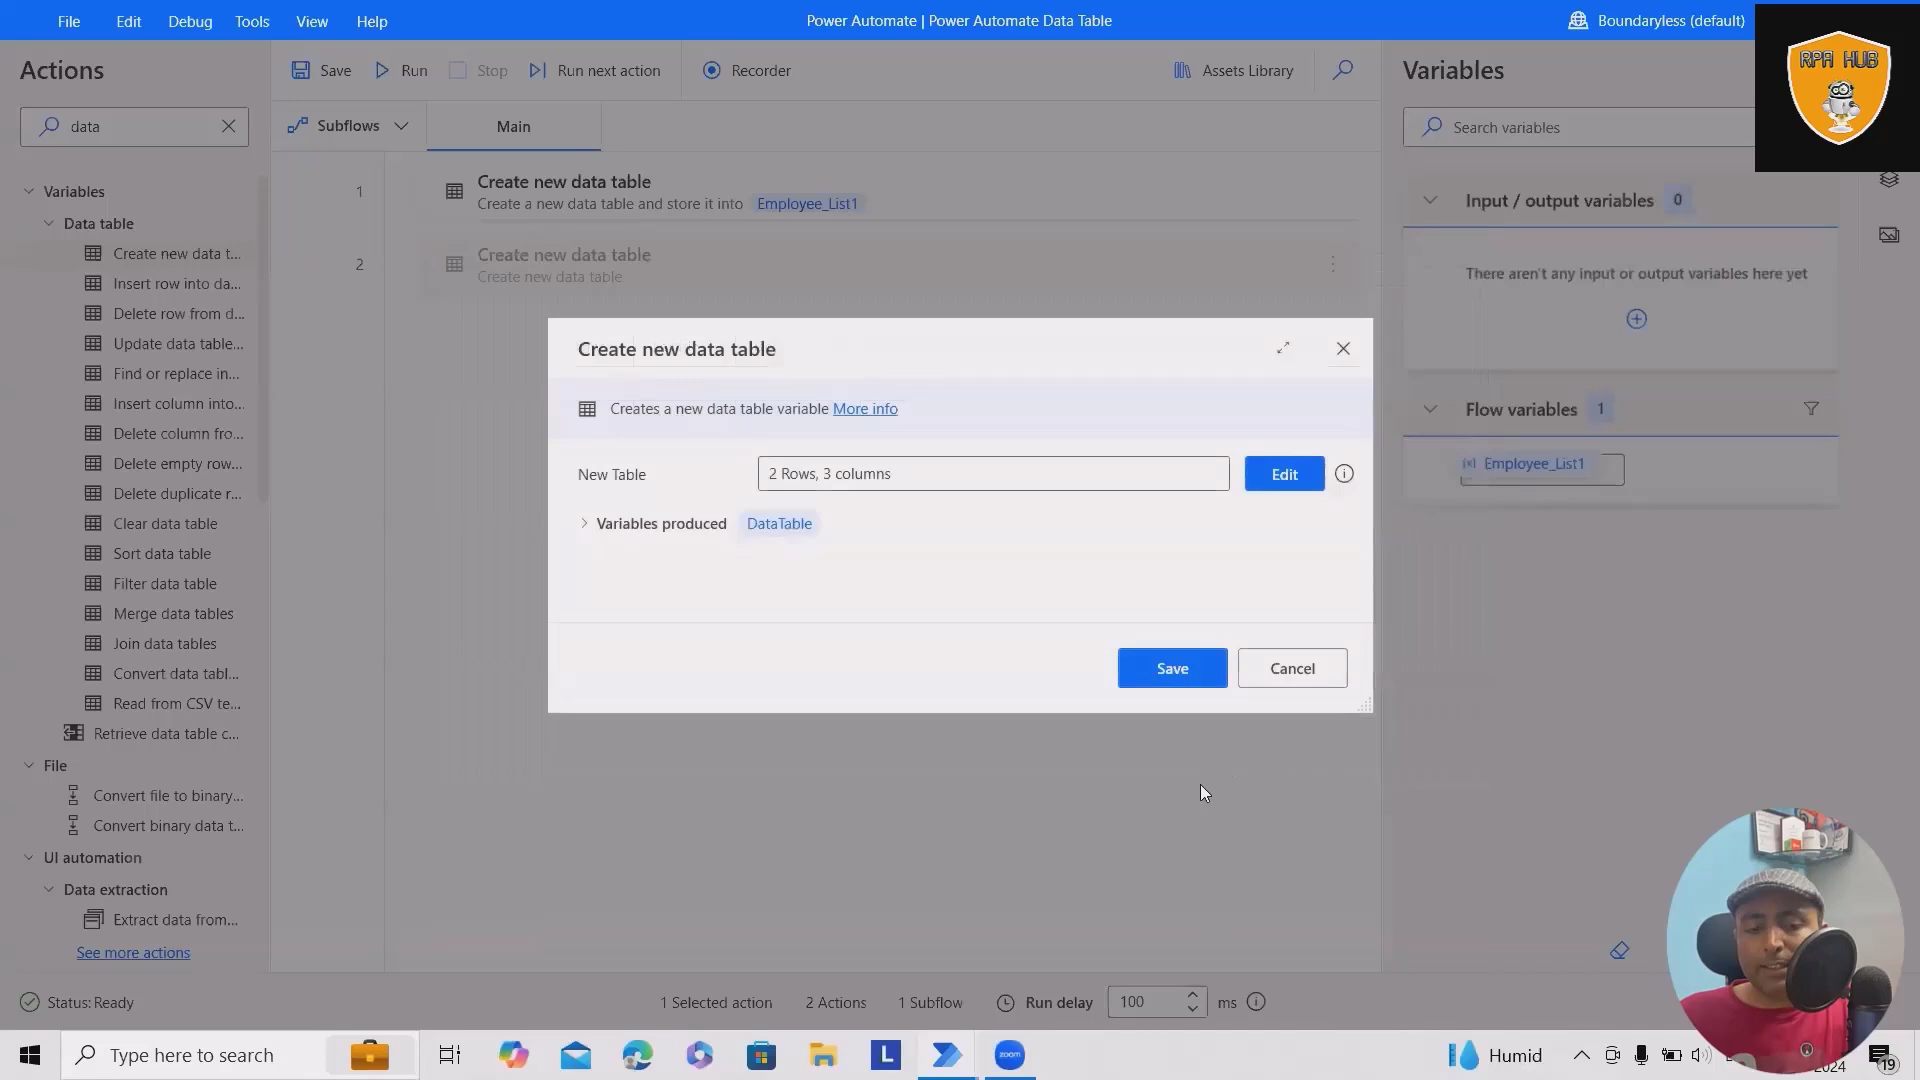 File Edit Debug Tools View Help
Power Automate | Power Automate Data Table
Boundaryless (default)
RPA HUB
Actions
data
Variables
Data table
Create new data t...
Insert row into da...
Delete row from d...
Update data table...
Find or replace in...
Insert column into...
Delete column fro...
Delete empty row...
Delete duplicate r...
Clear data table
Sort data table
Filter data table
Merge data tables
Join data tables
Convert data tabl...
Read from CSV te...
Retrieve data table c...
File
Convert file to binary...
Convert binary data t...
UI automation
Data extraction
Extract data from...
See more actions
Save Run Stop Run next action Recorder
Assets Library
Subflows
Main
1
Create new data table
Create a new data table and store it into Employee_List1
2
Create new data table
Create new data table
Create new data table
Creates a new data table variable More info
New Table
2 Rows, 3 columns
Edit
Variables produced DataTable
Save
Cancel
Variables
Search variables
Input / output variables 0
There aren't any input or output variables here yet
Flow variables 1
{x} Employee_List1
Status: Ready
1 Selected action
2 Actions
1 Subflow
Run delay
100
ms
Type here to search
L
zoom
Humid
2024
19